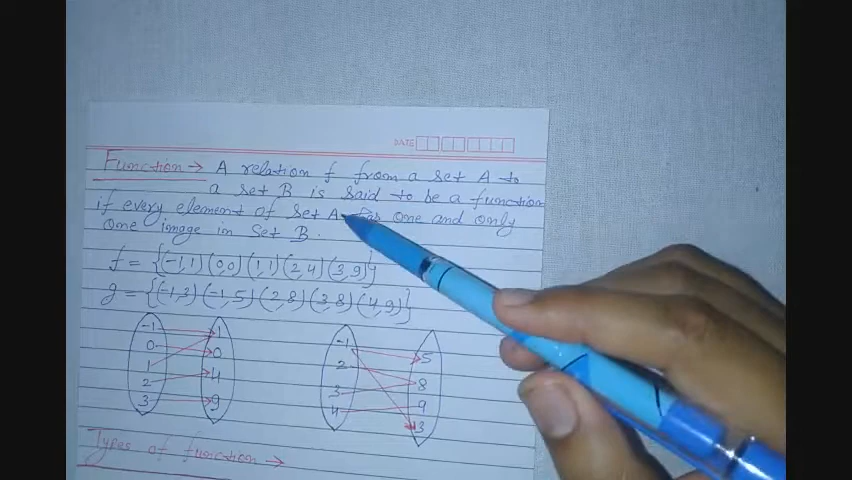 DATE
Function → A relation f from a set A to
a set B is said to be a function
if every element of set A has one and only
one image in set B.
f = {(-1,1)(0,0)(1,1)(2,4)(3,9)}
g = {(-1,3)(-1,5)(2,8)(3,8)(4,9)}
-1 1 -1 5
0 0 2 8
1 4 3 9
2 9 4 3
3
Types of function →